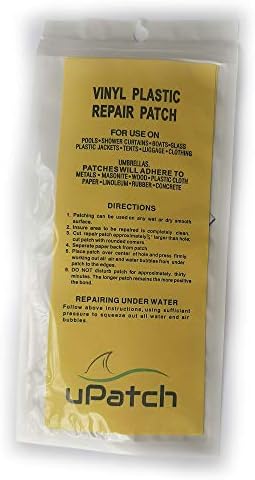 VINYL PLASTIC
REPAIR PATCH
FOR USE ON
POOLS•SHOWER CURTAINS•BOATS•GLASS
PLASTIC JACKETS•TENTS•LUGGAGE•CLOTHING
UMBRELLAS.
PATCHES WILL ADHERE TO
METALS•MASONITE•WOOD•PLASTIC CLOTH
PAPER•LINOLEUM•RUBBER•CONCRETE
DIRECTIONS
1. Patching can be used on any wet or dry smooth
surface.
2. Insure area to be repaired is completely clean.
3. Cut repair patch approximately larger than hole;
cut patch with rounded corners.
4. Separate paper back from patch
5. Place patch over center of hole and press firmly
working out all air and water bubbles from under
patch to the edges.
6. DO NOT disturb patch for approximately, thirty
minutes. The longer patch remains the more positive
the bond.
REPAIRING UNDER WATER
Follow above instructions, using sufficient
pressure to squeeze out all water and air
bubbles.
uPatch